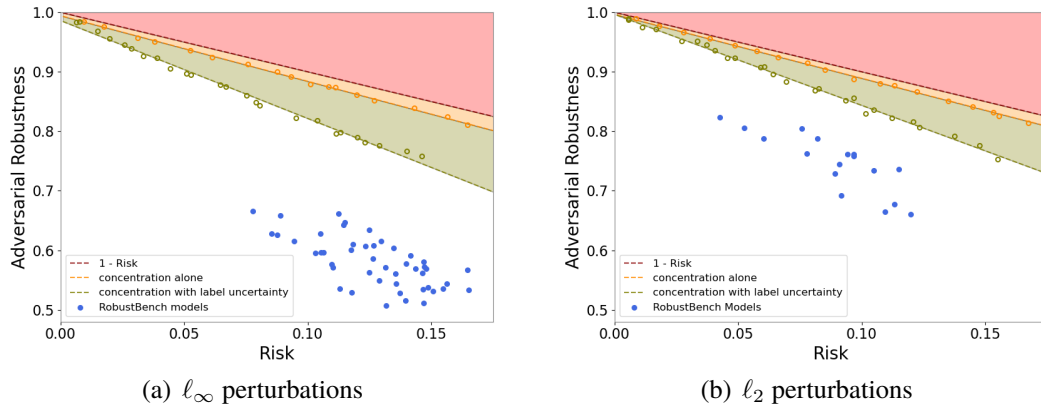 Adversarial Robustness
1.0
0.9
0.8
0.7
0.6
0.5
1 - Risk
concentration alone
concentration with label uncertainty
RobustBench Models
0.00
0.05
0.10
0.15
Risk
(a) ℓ∞ perturbations
Adversarial Robustness
1.0
0.9
0.8
0.7
0.6
0.5
1 - Risk
concentration alone
concentration with label uncertainty
RobustBench Models
0.00
0.05
0.10
0.15
Risk
(b) ℓ2 perturbations